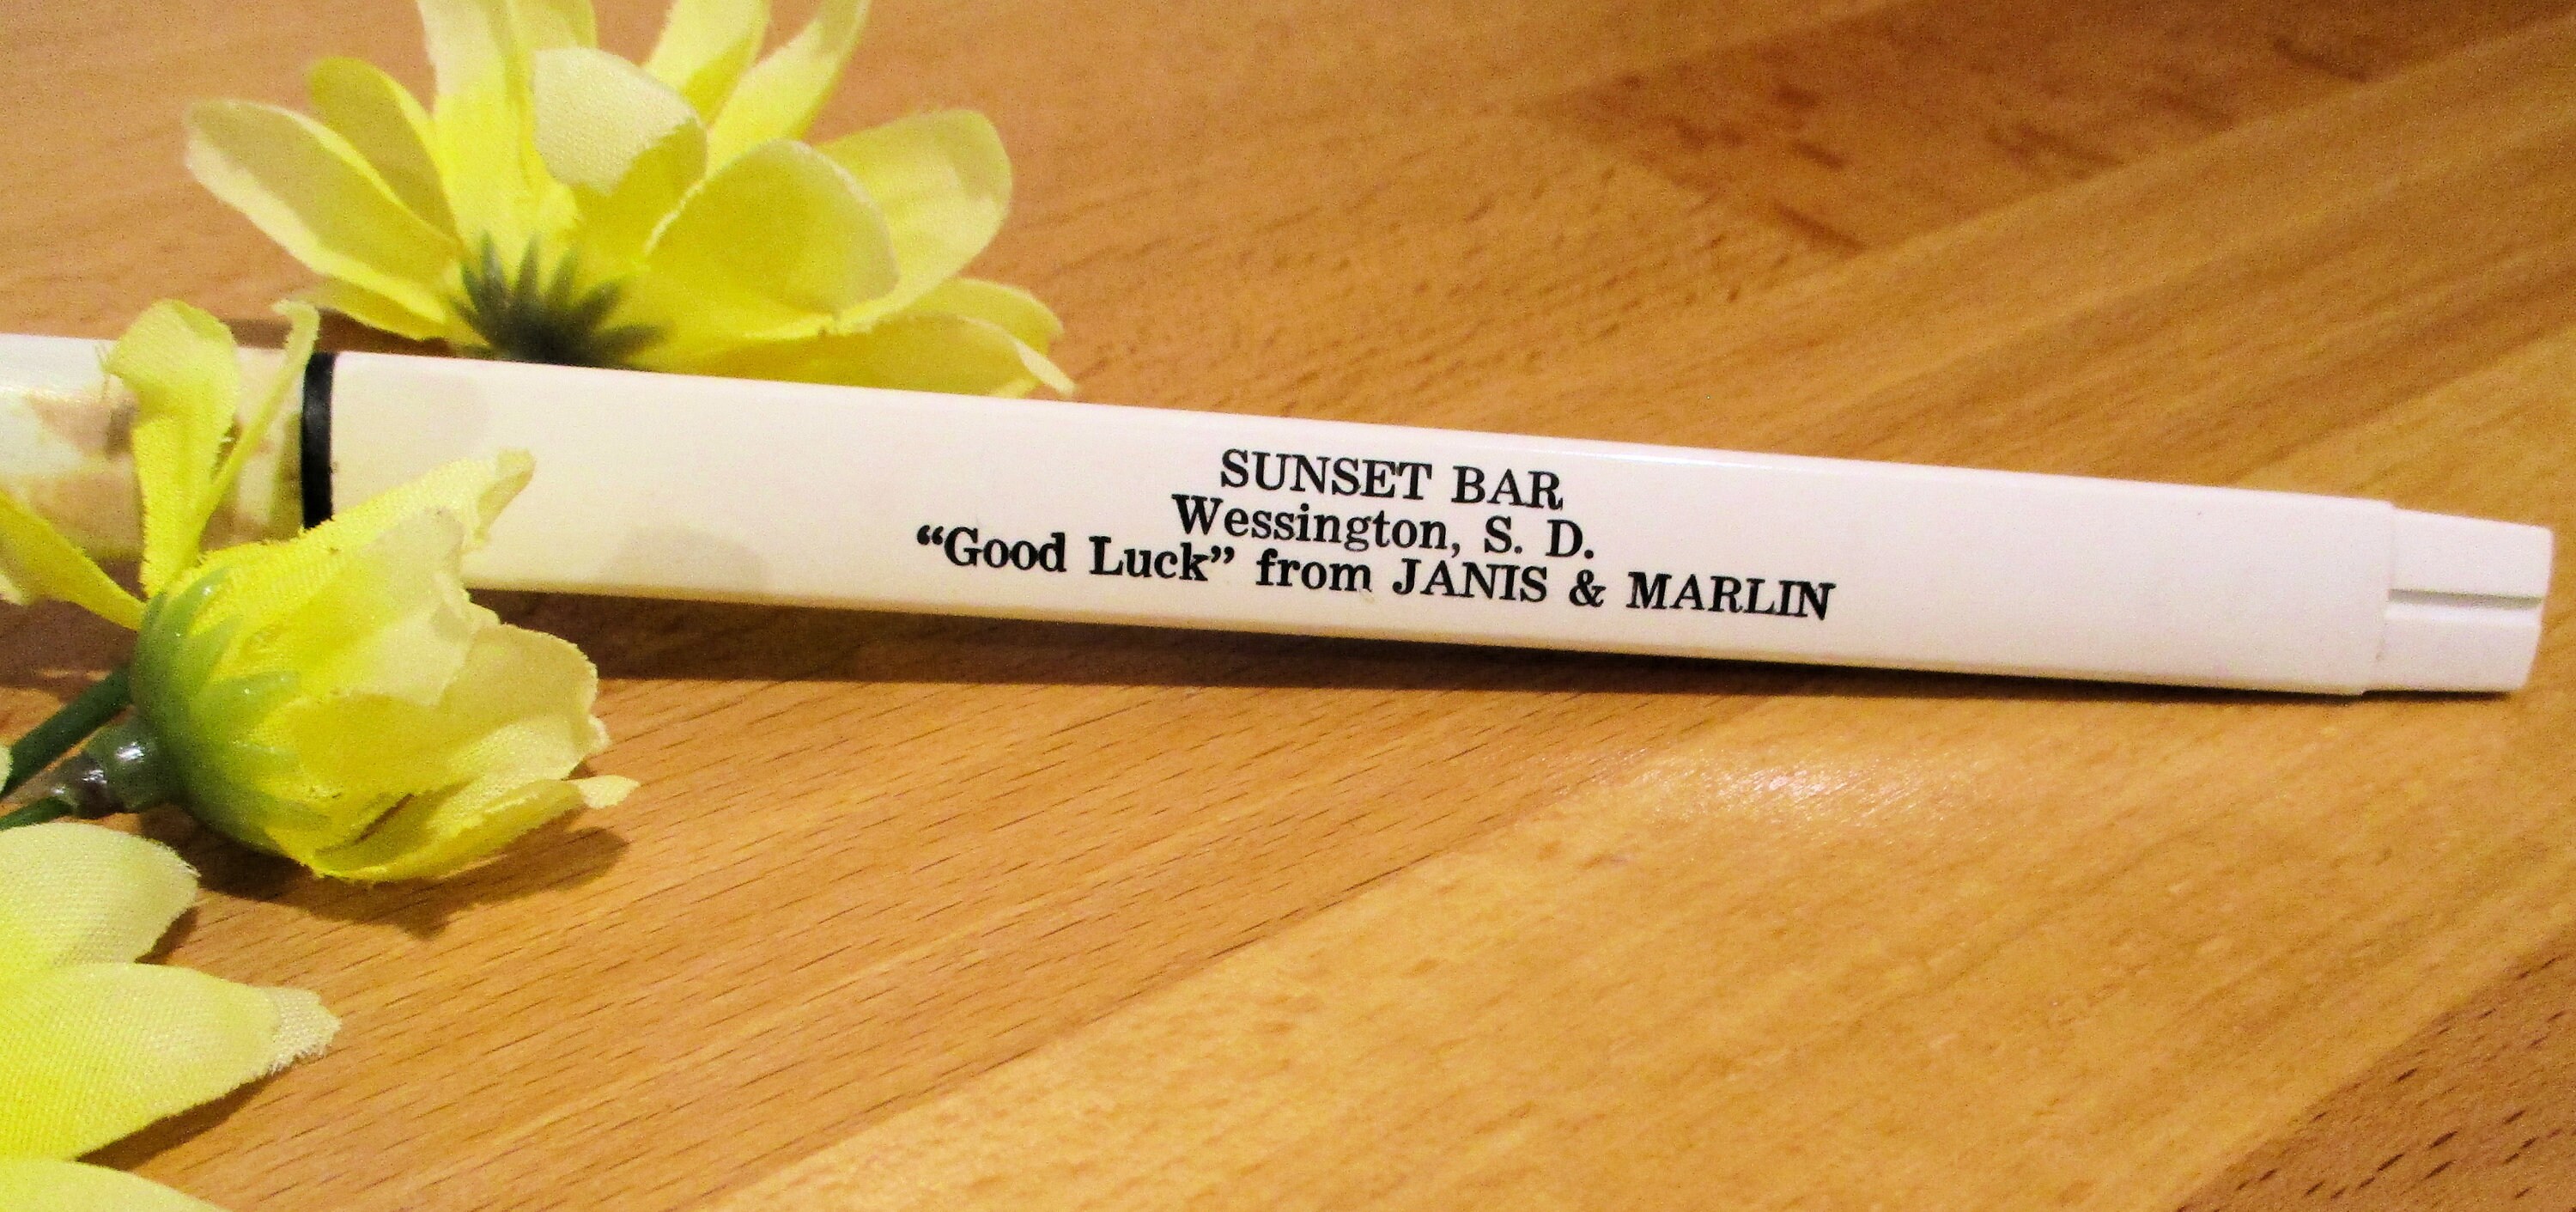 SUNSET BAR
Wessington, S. D.
“Good Luck” from JANIS & MARLIN